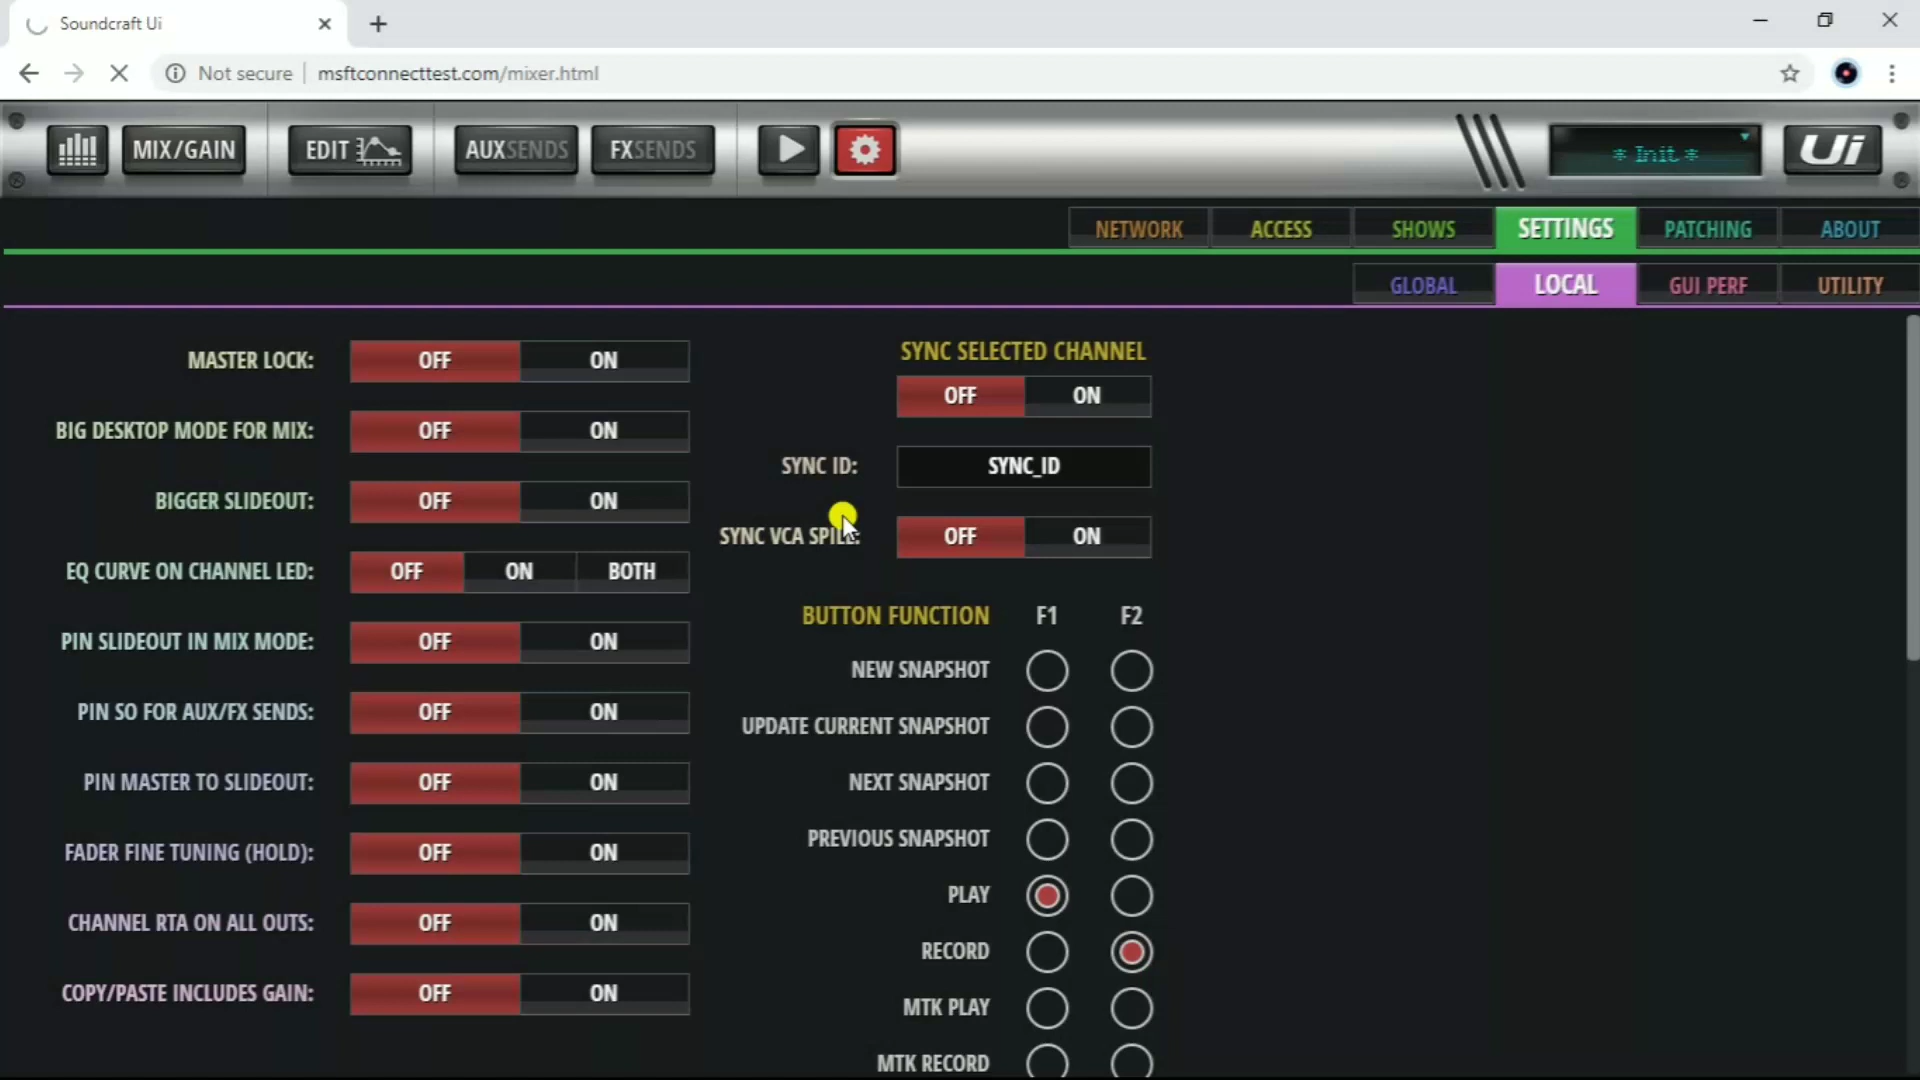 Soundcraft Ui
Not secure msftconnecttest.com/mixer.html
MIX/GAIN EDIT AUXSENDS FXSENDS * Init * Ui
NETWORK ACCESS SHOWS SETTINGS PATCHING ABOUT
GLOBAL LOCAL GUI PERF UTILITY
MASTER LOCK: OFF ON
BIG DESKTOP MODE FOR MIX: OFF ON
BIGGER SLIDEOUT: OFF ON
EQ CURVE ON CHANNEL LED: OFF ON BOTH
PIN SLIDEOUT IN MIX MODE: OFF ON
PIN SO FOR AUX/FX SENDS: OFF ON
PIN MASTER TO SLIDEOUT: OFF ON
FADER FINE TUNING (HOLD): OFF ON
CHANNEL RTA ON ALL OUTS: OFF ON
COPY/PASTE INCLUDES GAIN: OFF ON
SYNC SELECTED CHANNEL
OFF ON
SYNC ID: SYNC_ID
SYNC VCA SPILL: OFF ON
BUTTON FUNCTION F1 F2
NEW SNAPSHOT
UPDATE CURRENT SNAPSHOT
NEXT SNAPSHOT
PREVIOUS SNAPSHOT
PLAY
RECORD
MTK PLAY
MTK RECORD